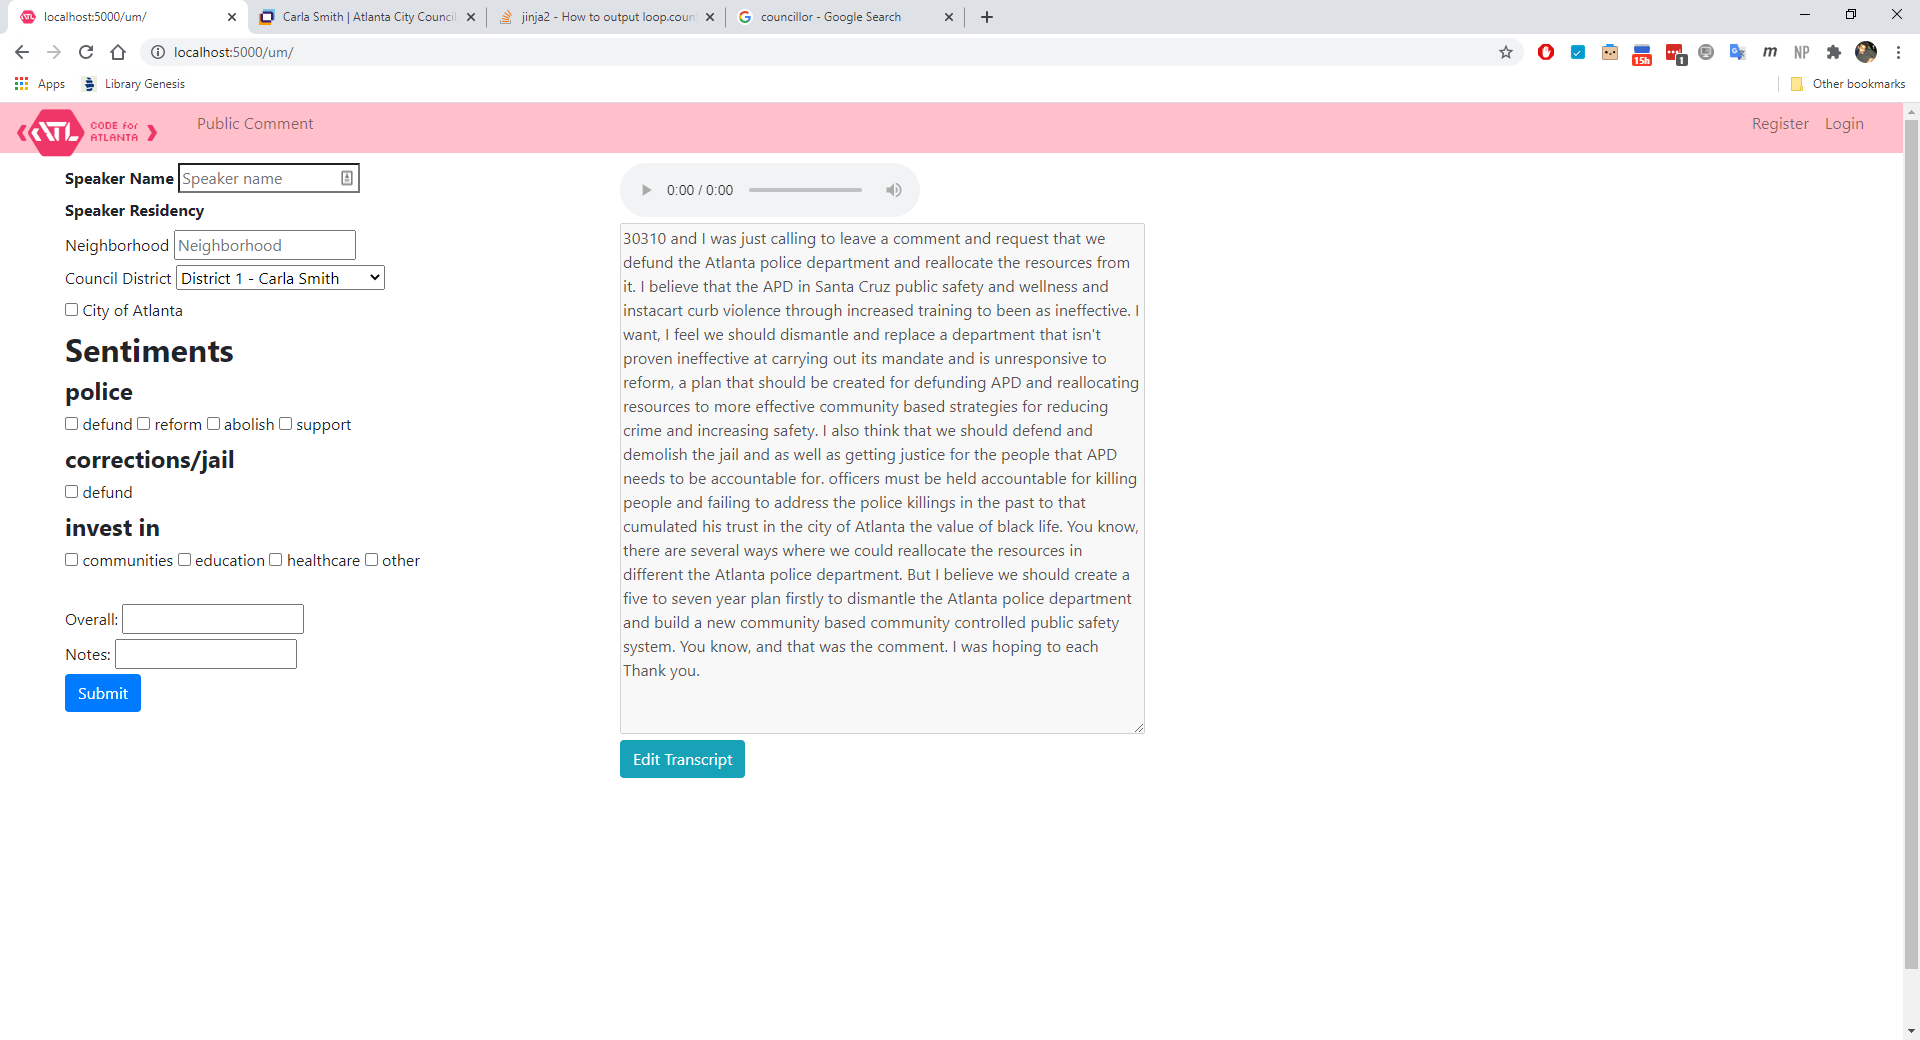 localhost:5000/um/
Carla Smith | Atlanta City Council
jinja2 - How to output loop.coun
councillor - Google Search
localhost:5000/um/
15h
1
m
NP
Apps
Library Genesis
Other bookmarks
ATL
CODE for
ATLANTA
Public Comment
Register
Login
Speaker Name
Speaker name
Speaker Residency
Neighborhood
Neighborhood
Council District
District 1 - Carla Smith
City of Atlanta
Sentiments
police
defund reform abolish support
corrections/jail
defund
invest in
communities education healthcare other
Overall:
Notes:
Submit
0:00 / 0:00
30310 and I was just calling to leave a comment and request that we
defund the Atlanta police department and reallocate the resources from
it. I believe that the APD in Santa Cruz public safety and wellness and
instacart curb violence through increased training to been as ineffective. I
want, I feel we should dismantle and replace a department that isn't
proven ineffective at carrying out its mandate and is unresponsive to
reform, a plan that should be created for defunding APD and reallocating
resources to more effective community based strategies for reducing
crime and increasing safety. I also think that we should defend and
demolish the jail and as well as getting justice for the people that APD
needs to be accountable for. officers must be held accountable for killing
people and failing to address the police killings in the past to that
cumulated his trust in the city of Atlanta the value of black life. You know,
there are several ways where we could reallocate the resources in
different the Atlanta police department. But I believe we should create a
five to seven year plan firstly to dismantle the Atlanta police department
and build a new community based community controlled public safety
system. You know, and that was the comment. I was hoping to each
Thank you.
Edit Transcript